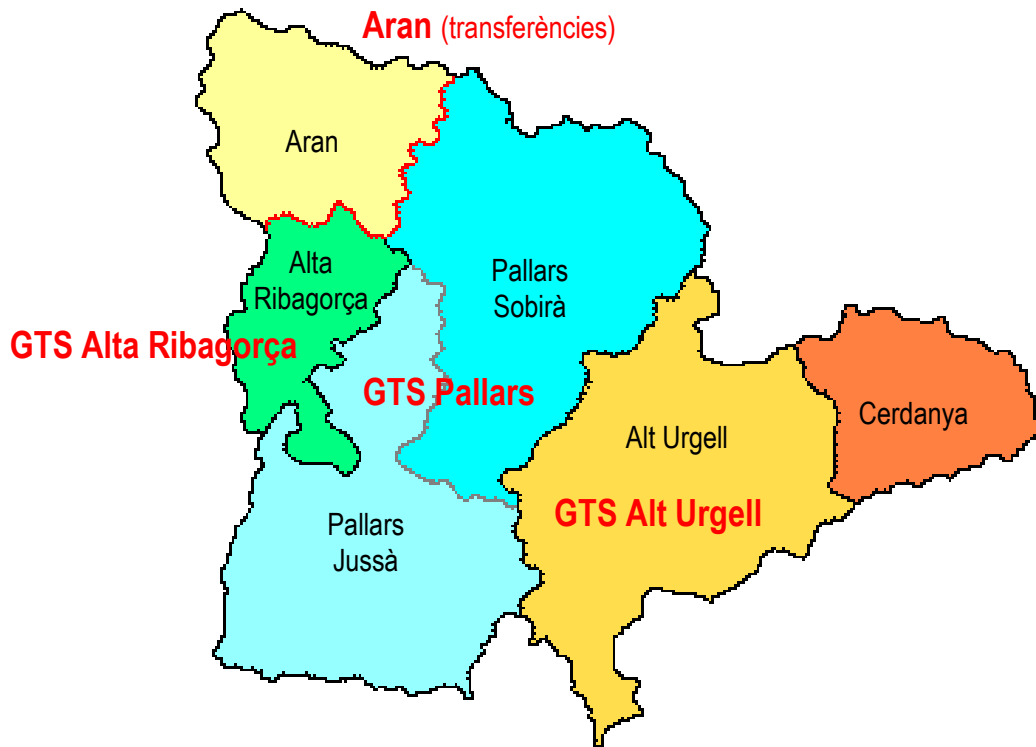 Aran (transferències)
Aran
Alta
Ribagorça
Pallars
Sobirà
GTS Alta Ribagorça
GTS Pallars
Cerdanya
Alt Urgell
GTS Alt Urgell
Pallars
Jussà